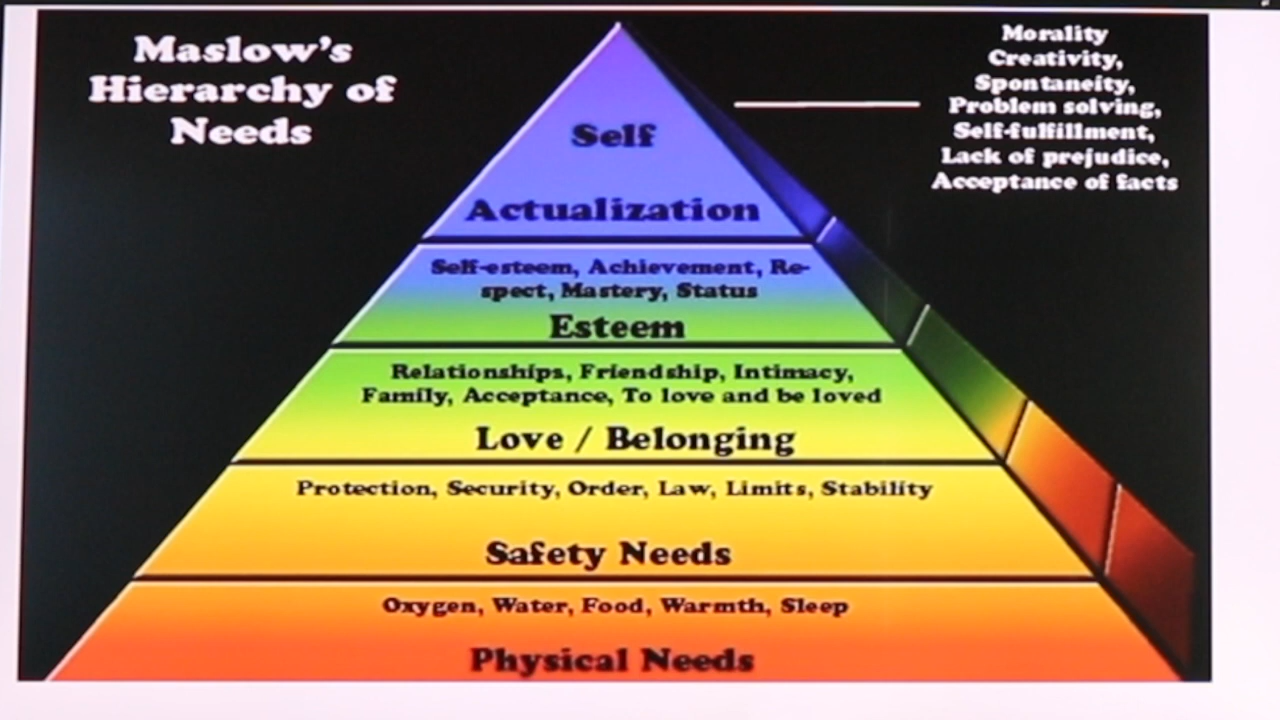 Maslow's
Hierarchy of
Needs
Morality
Creativity,
Spontaneity,
Problem solving,
Self-fulfillment,
Lack of prejudice,
Acceptance of facts
Self
Actualization
Self-esteem, Achievement, Re-
spect, Mastery, Status
Esteem
Relationships, Friendship, Intimacy,
Family, Acceptance, To love and be loved
Love / Belonging
Protection, Security, Order, Law, Limits, Stability
Safety Needs
Oxygen, Water, Food, Warmth, Sleep
Physical Needs